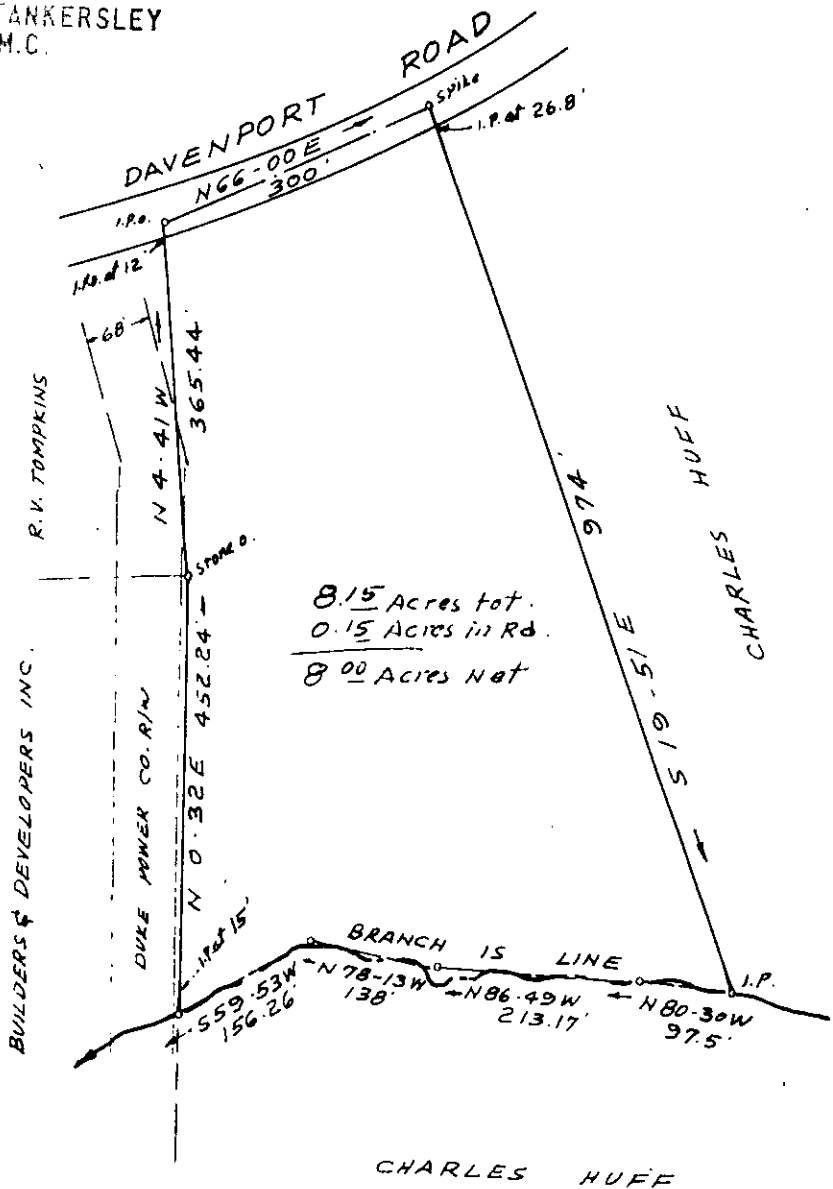 TANKERSLEY
M.C.
DAVENPORT ROAD
N66-00E
300'
Spike
I.P. at 26.8'
I.P.o.
I.P.o. at 12'
68'
N 4-41 W
365.44'
R.V. TOMPKINS
Stone o.
974'
S 19-51 E
CHARLES HUFF
8.15 Acres tot.
0.15 Acres in Rd.
8.00 Acres Net
BUILDERS & DEVELOPERS INC.
DUKE POWER CO. R/W
N 0.32 E 452.24'
I.P. at 15'
BRANCH IS LINE
I.P.
S59.53W
156.26'
N 78-13W
138'
N86.49W
213.17'
N 80-30W
97.5'
CHARLES HUFF